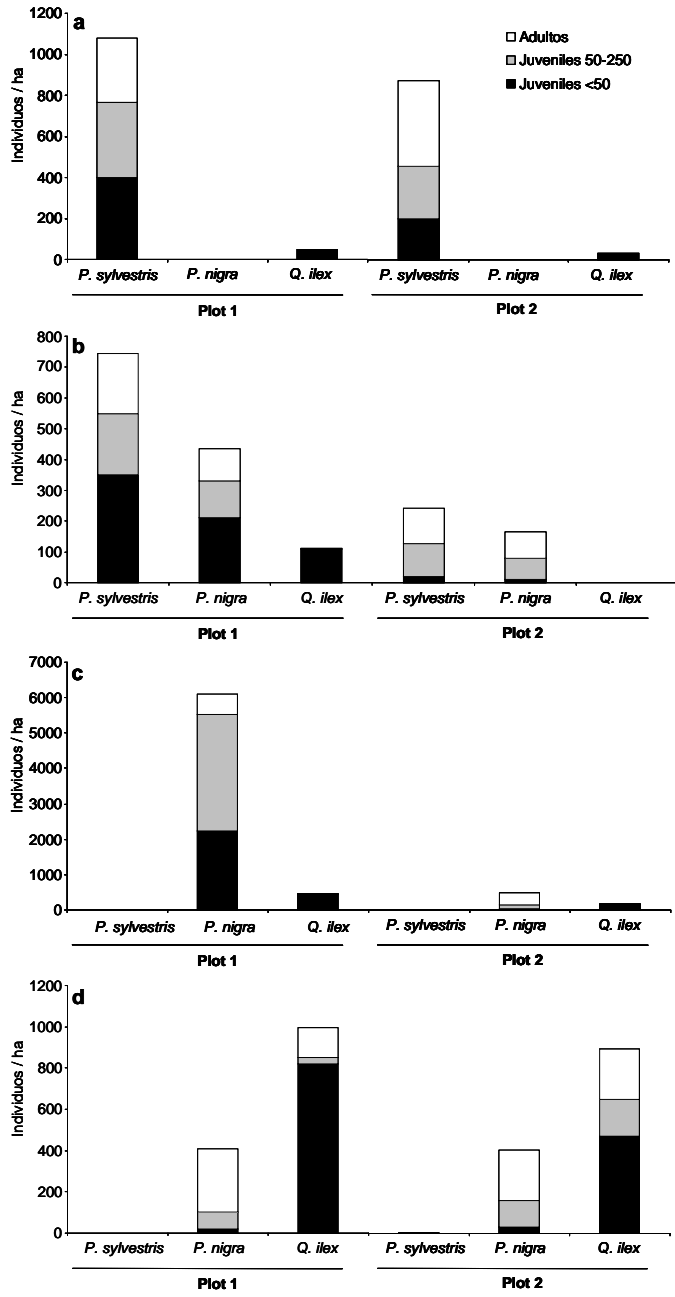 a
1200
1000
800
600
400
200
0
Individuos / ha
Adultos
Juveniles 50-250
Juveniles <50
P. sylvestris P. nigra Q. ilex P. sylvestris P. nigra Q. ilex
Plot 1 Plot 2
b
800
700
600
500
400
300
200
100
0
Individuos / ha
P. sylvestris P. nigra Q. ilex P. sylvestris P. nigra Q. ilex
Plot 1 Plot 2
c
7000
6000
5000
4000
3000
2000
1000
0
Individuos / ha
P. sylvestris P. nigra Q. ilex P. sylvestris P. nigra Q. ilex
Plot 1 Plot 2
d
1200
1000
800
600
400
200
0
Individuos / ha
P. sylvestris P. nigra Q. ilex P. sylvestris P. nigra Q. ilex
Plot 1 Plot 2